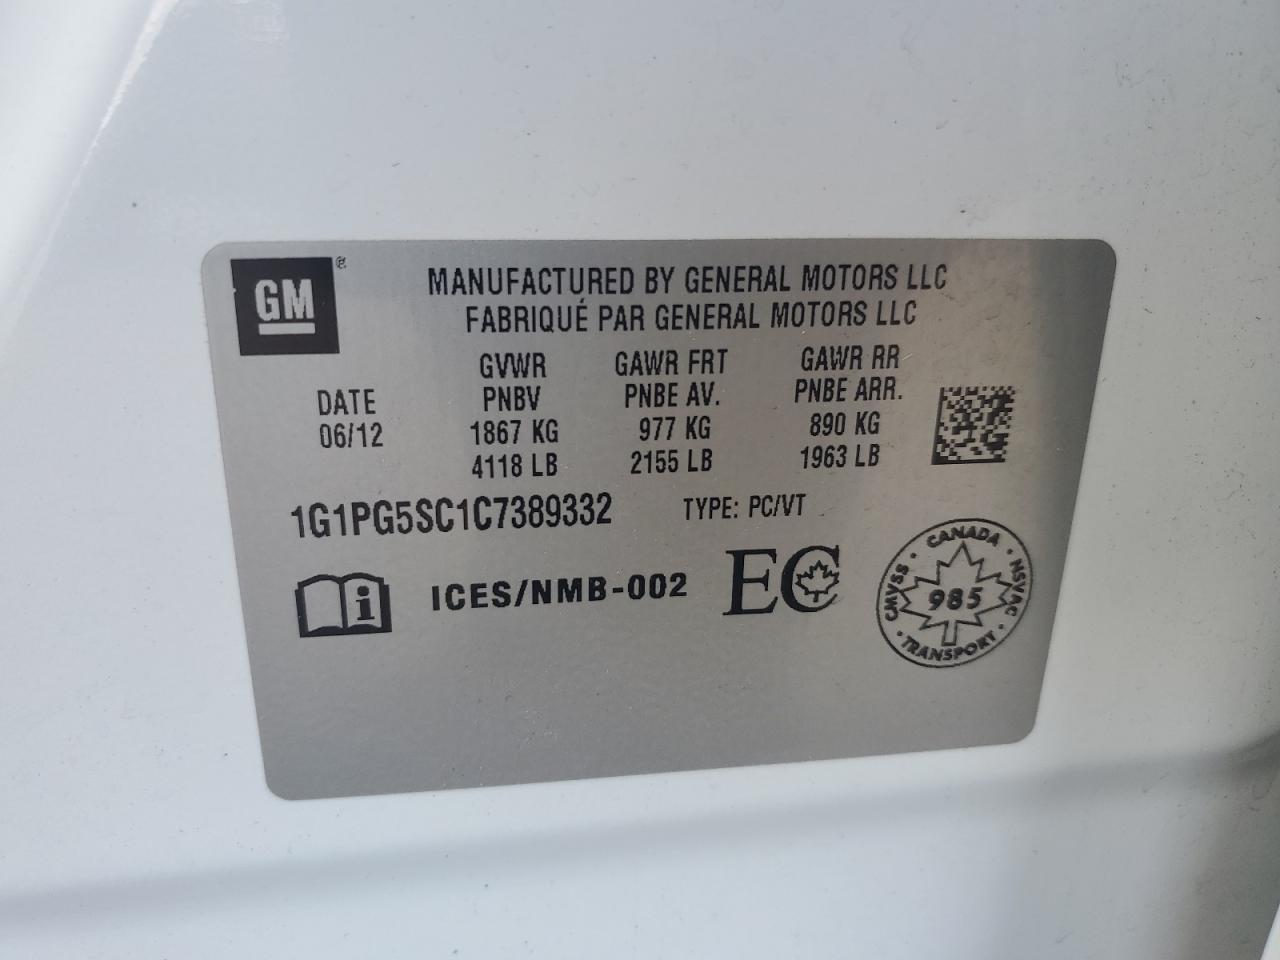 GM ®
MANUFACTURED BY GENERAL MOTORS LLC
FABRIQUÉ PAR GENERAL MOTORS LLC
DATE
06/12
GVWR
PNBV
1867 KG
4118 LB
GAWR FRT
PNBE AV.
977 KG
2155 LB
GAWR RR
PNBE ARR.
890 KG
1963 LB
1G1PG5SC1C7389332 TYPE: PC/VT
i ICES/NMB-002 EC
CANADA · NSVAC · TRANSPORT · CMVSS ·
985